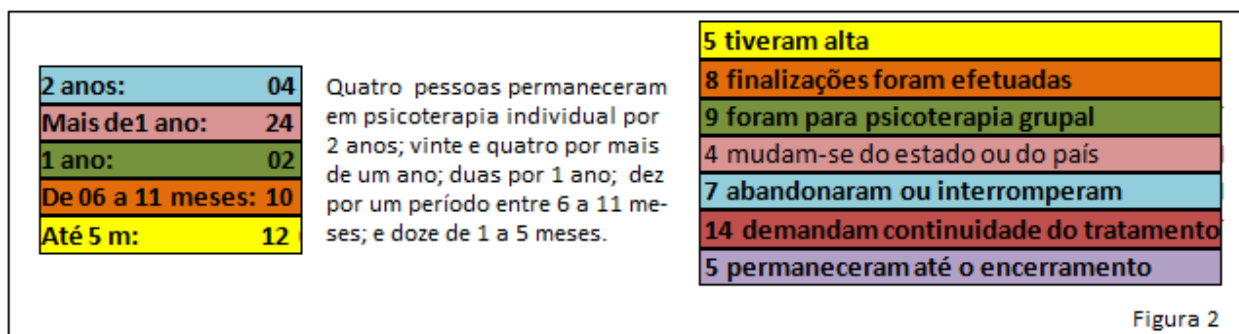 2 anos: 04
Mais de1 ano: 24
1 ano: 02
De 06 a 11 meses: 10
Até 5 m: 12
Quatro pessoas permaneceram
em psicoterapia individual por
2 anos; vinte e quatro por mais
de um ano; duas por 1 ano; dez
por um período entre 6 a 11 me-
ses; e doze de 1 a 5 meses.
5 tiveram alta
8 finalizações foram efetuadas
9 foram para psicoterapia grupal
4 mudam-se do estado ou do país
7 abandonaram ou interromperam
14 demandam continuidade do tratamento
5 permaneceram até o encerramento
Figura 2